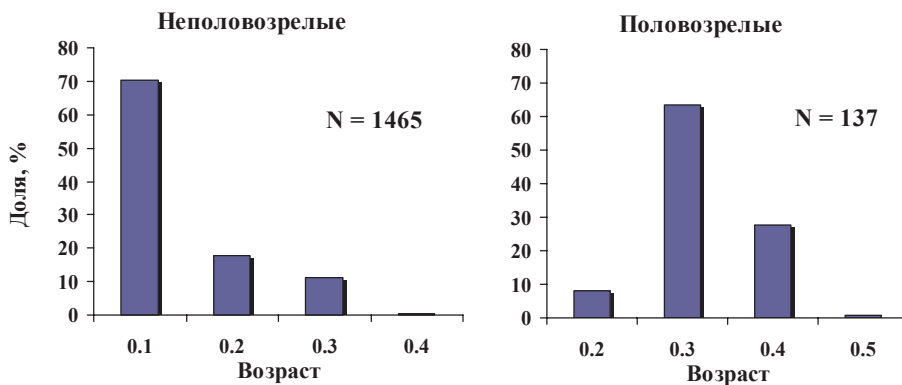 Неполовозрелые
Доля, %
80
70
60
50
40
30
20
10
0
N = 1465
0.1 0.2 0.3 0.4
Возраст
Половозрелые
80
70
60
50
40
30
20
10
0
N = 137
0.2 0.3 0.4 0.5
Возраст